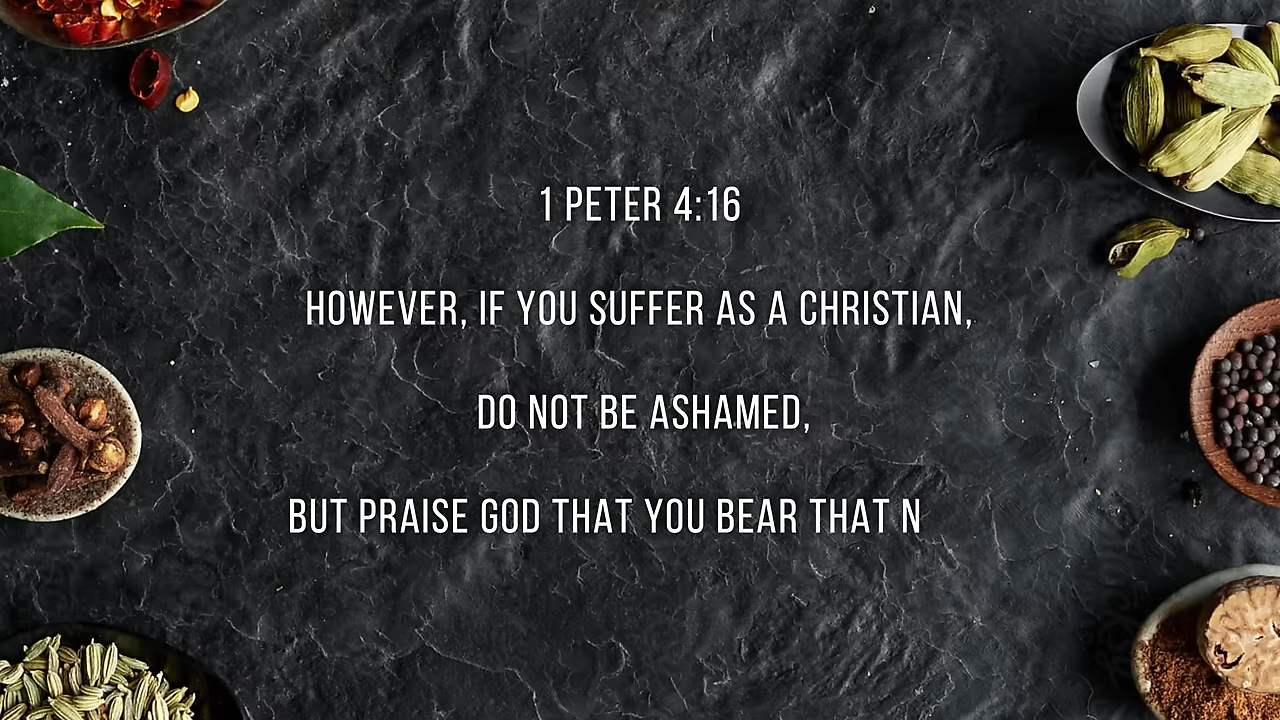 1 PETER 4:16
HOWEVER, IF YOU SUFFER AS A CHRISTIAN,
DO NOT BE ASHAMED,
BUT PRAISE GOD THAT YOU BEAR THAT N